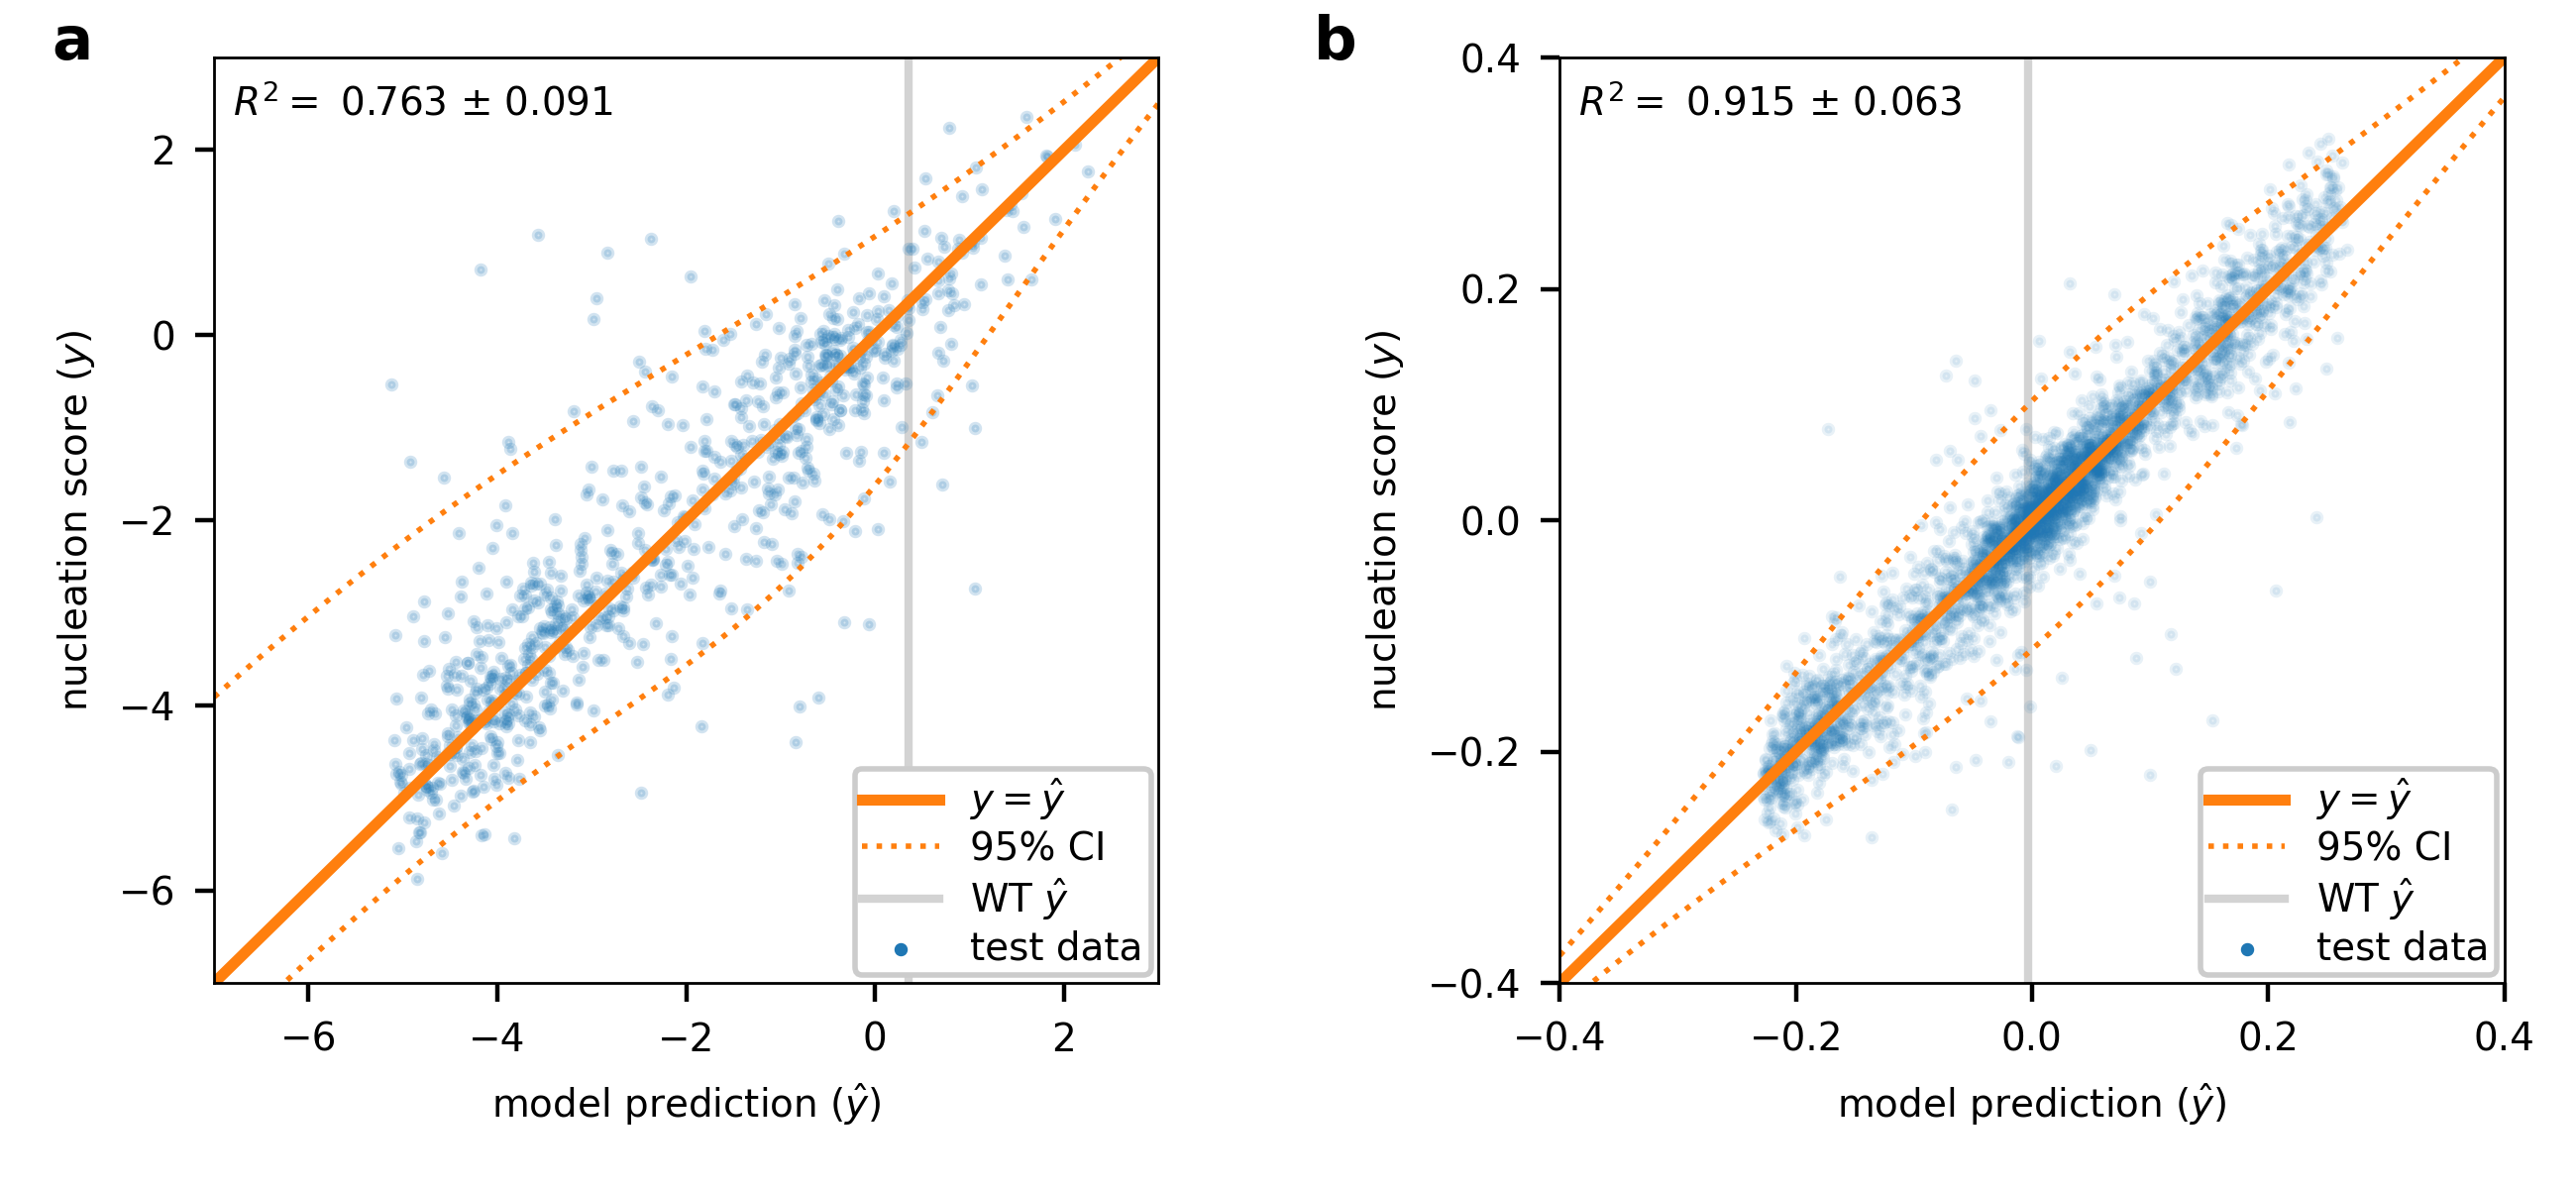 a
R² = 0.763 ± 0.091
nucleation score (y)
2
0
−2
−4
−6
−6 −4 −2 0 2
model prediction (ŷ)
y = ŷ
95% CI
WT ŷ
test data
b
R² = 0.915 ± 0.063
nucleation score (y)
0.4
0.2
0.0
−0.2
−0.4
−0.4 −0.2 0.0 0.2 0.4
model prediction (ŷ)
y = ŷ
95% CI
WT ŷ
test data